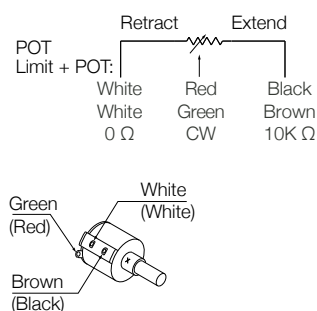 Retract Extend
POT
Limit + POT:
White Red Black
White Green Brown
0 Ω CW 10K Ω
White
(White)
Green
(Red)
Brown
(Black)